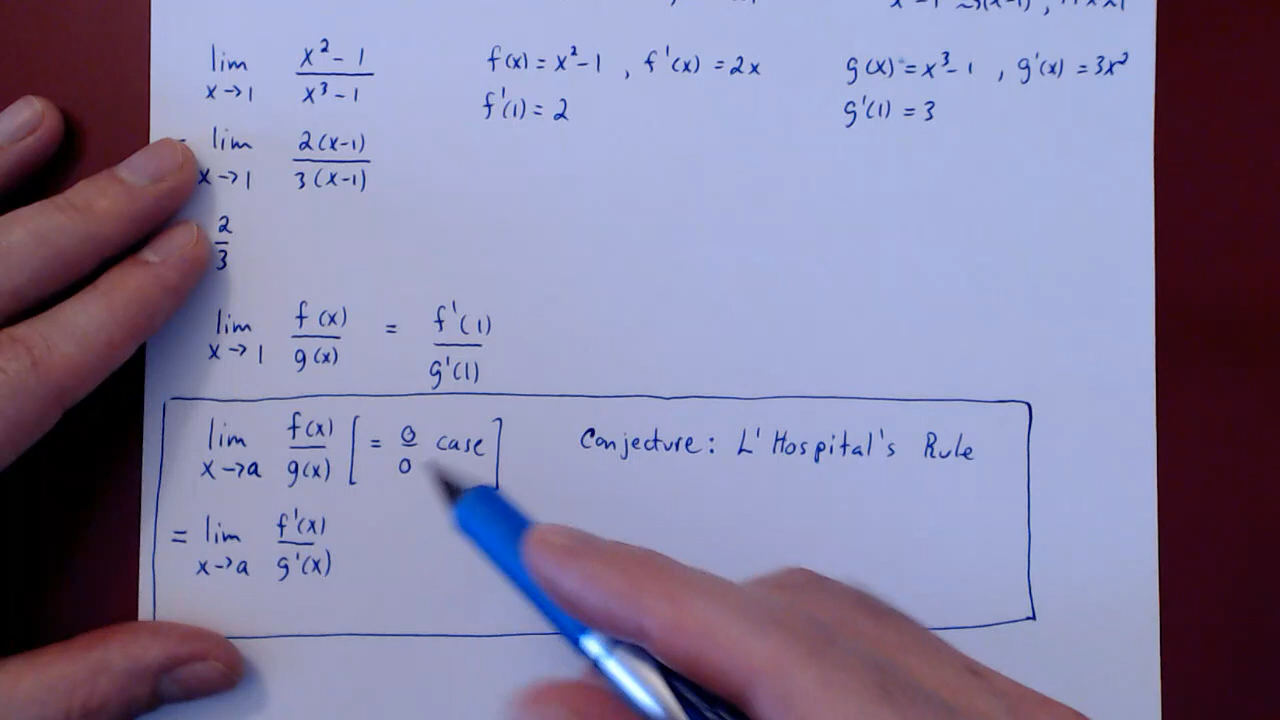 lim x→1 x²-1 / x³-1 f(x) = x²-1 , f'(x) = 2x g(x) = x³-1 , g'(x) = 3x²
f'(1) = 2 g'(1) = 3
= lim x→1 2(x-1) / 3(x-1)
2/3
lim x→1 f(x)/g(x) = f'(1)/g'(1)
lim x→a f(x)/g(x) [= 0/0 case] Conjecture: L'Hospital's Rule
= lim x→a f'(x)/g'(x)